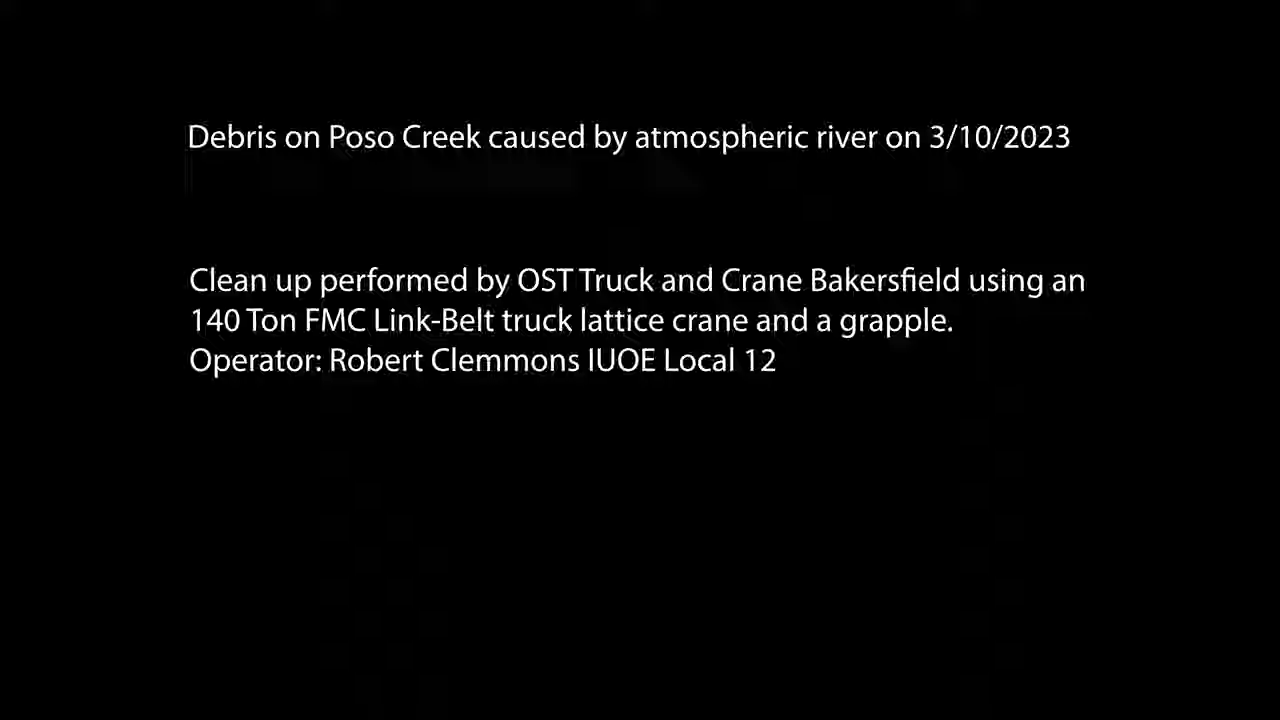 Debris on Poso Creek caused by atmospheric river on 3/10/2023
Clean up performed by OST Truck and Crane Bakersfield using an
140 Ton FMC Link-Belt truck lattice crane and a grapple.
Operator: Robert Clemmons IUOE Local 12